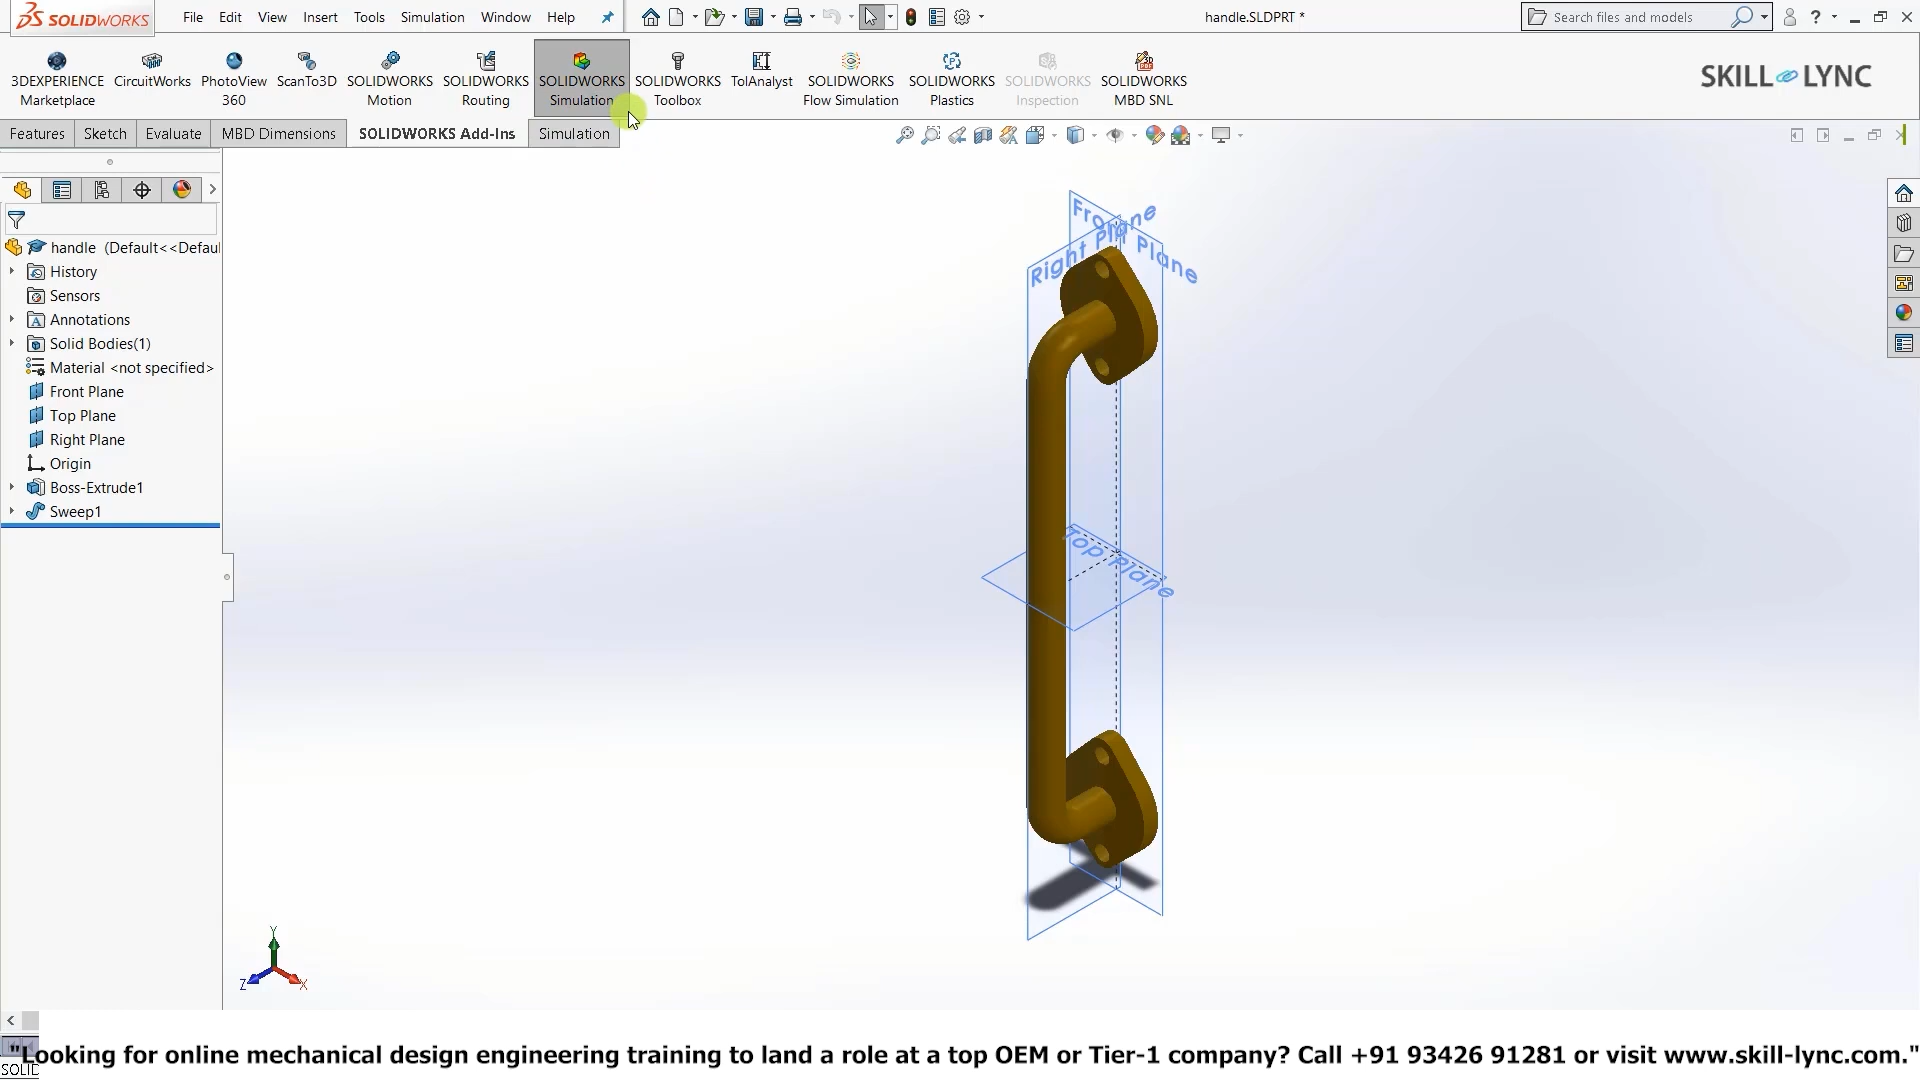 SOLIDWORKS
File Edit View Insert Tools Simulation Window Help
handle.SLDPRT *
Search files and models
?
3DEXPERIENCE Marketplace
CircuitWorks
PhotoView 360
ScanTo3D
SOLIDWORKS Motion
SOLIDWORKS Routing
SOLIDWORKS Simulation
SOLIDWORKS Toolbox
TolAnalyst
SOLIDWORKS Flow Simulation
SOLIDWORKS Plastics
SOLIDWORKS Inspection
SOLIDWORKS MBD SNL
SKILL LYNC
Features Sketch Evaluate MBD Dimensions SOLIDWORKS Add-Ins Simulation
handle (Default<<Defaul
History
Sensors
Annotations
Solid Bodies(1)
Material <not specified>
Front Plane
Top Plane
Right Plane
Origin
Boss-Extrude1
Sweep1
Right Pla
Plane
Top Plane
Y
Z
X
Looking for online mechanical design engineering training to land a role at a top OEM or Tier-1 company? Call +91 93426 91281 or visit www.skill-lync.com."
SOLID